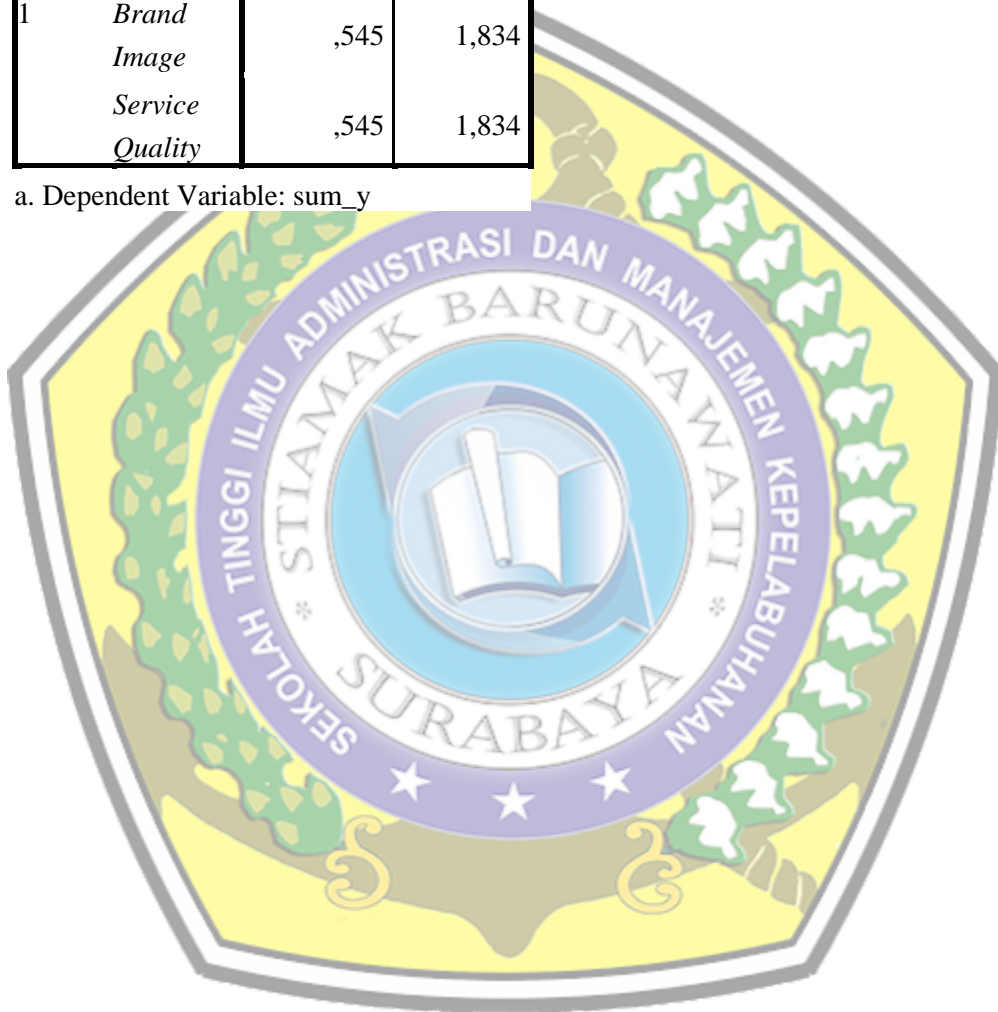 1 Brand
Image ,545 1,834
Service
Quality ,545 1,834
a. Dependent Variable: sum_y
SEKOLAH TINGGI ILMU ADMINISTRASI DAN MANAJEMEN KEPELABUHANAN
STIAMAK BARUNAWATI
SURABAYA